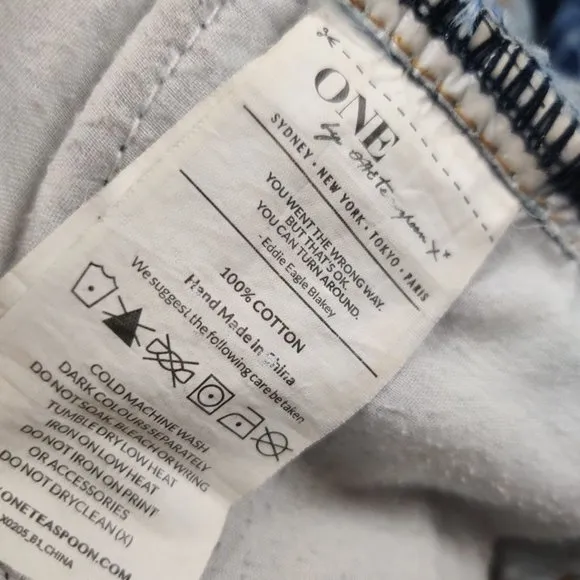 ONE
by one teaspoon x*
SYDNEY • NEW YORK • TOKYO • PARIS
YOU WENT THE WRONG WAY.
BUT THAT'S OK.
YOU CAN TURN AROUND.
- Eddie Eagle Blakey
100% COTTON
Hand Made in China
We suggest the following care be taken
COLD MACHINE WASH
DARK COLOURS SEPARATELY
DO NOT SOAK, BLEACH OR WRING
TUMBLE DRY LOW HEAT
IRON ON LOW HEAT
DO NOT IRON ON PRINT
OR ACCESSORIES
DO NOT DRYCLEAN (X)
ONETEASPOON.COM
X0205_B1_CHINA